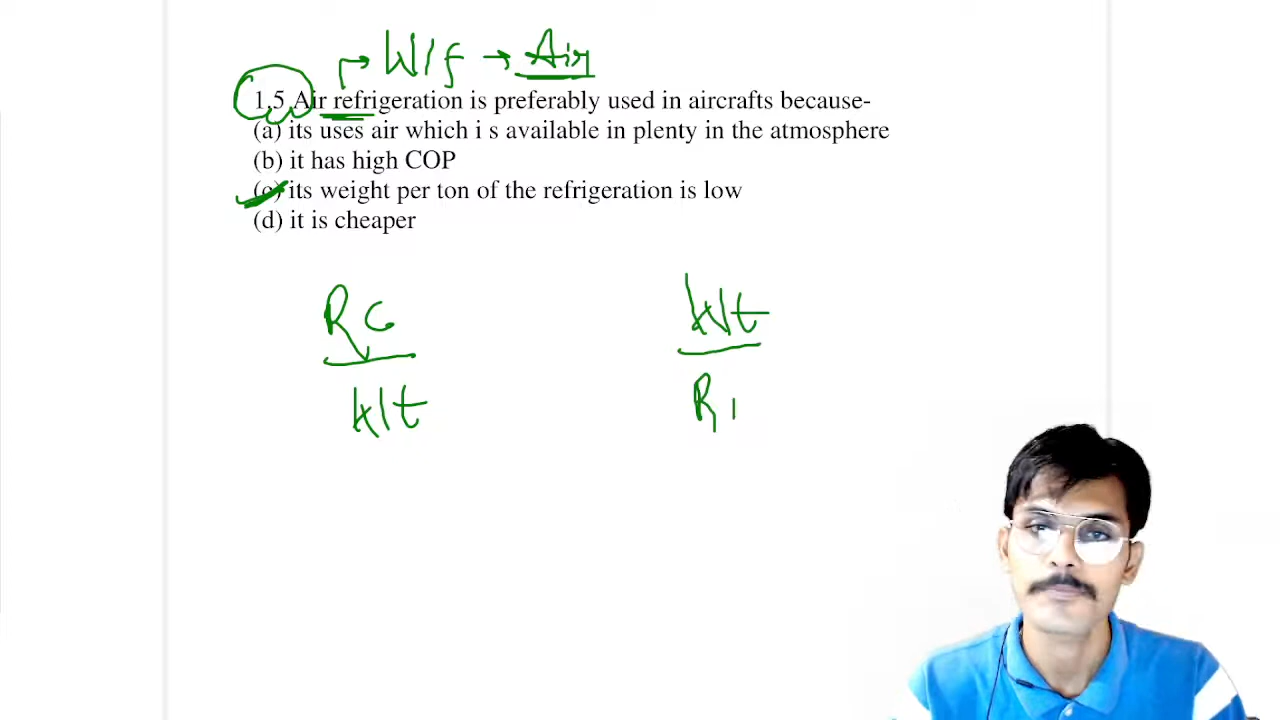 W/f → Air
1.5 Air refrigeration is preferably used in aircrafts because-
(a) its uses air which i s available in plenty in the atmosphere
(b) it has high COP
(c) its weight per ton of the refrigeration is low
(d) it is cheaper
RC Wt
Wt R